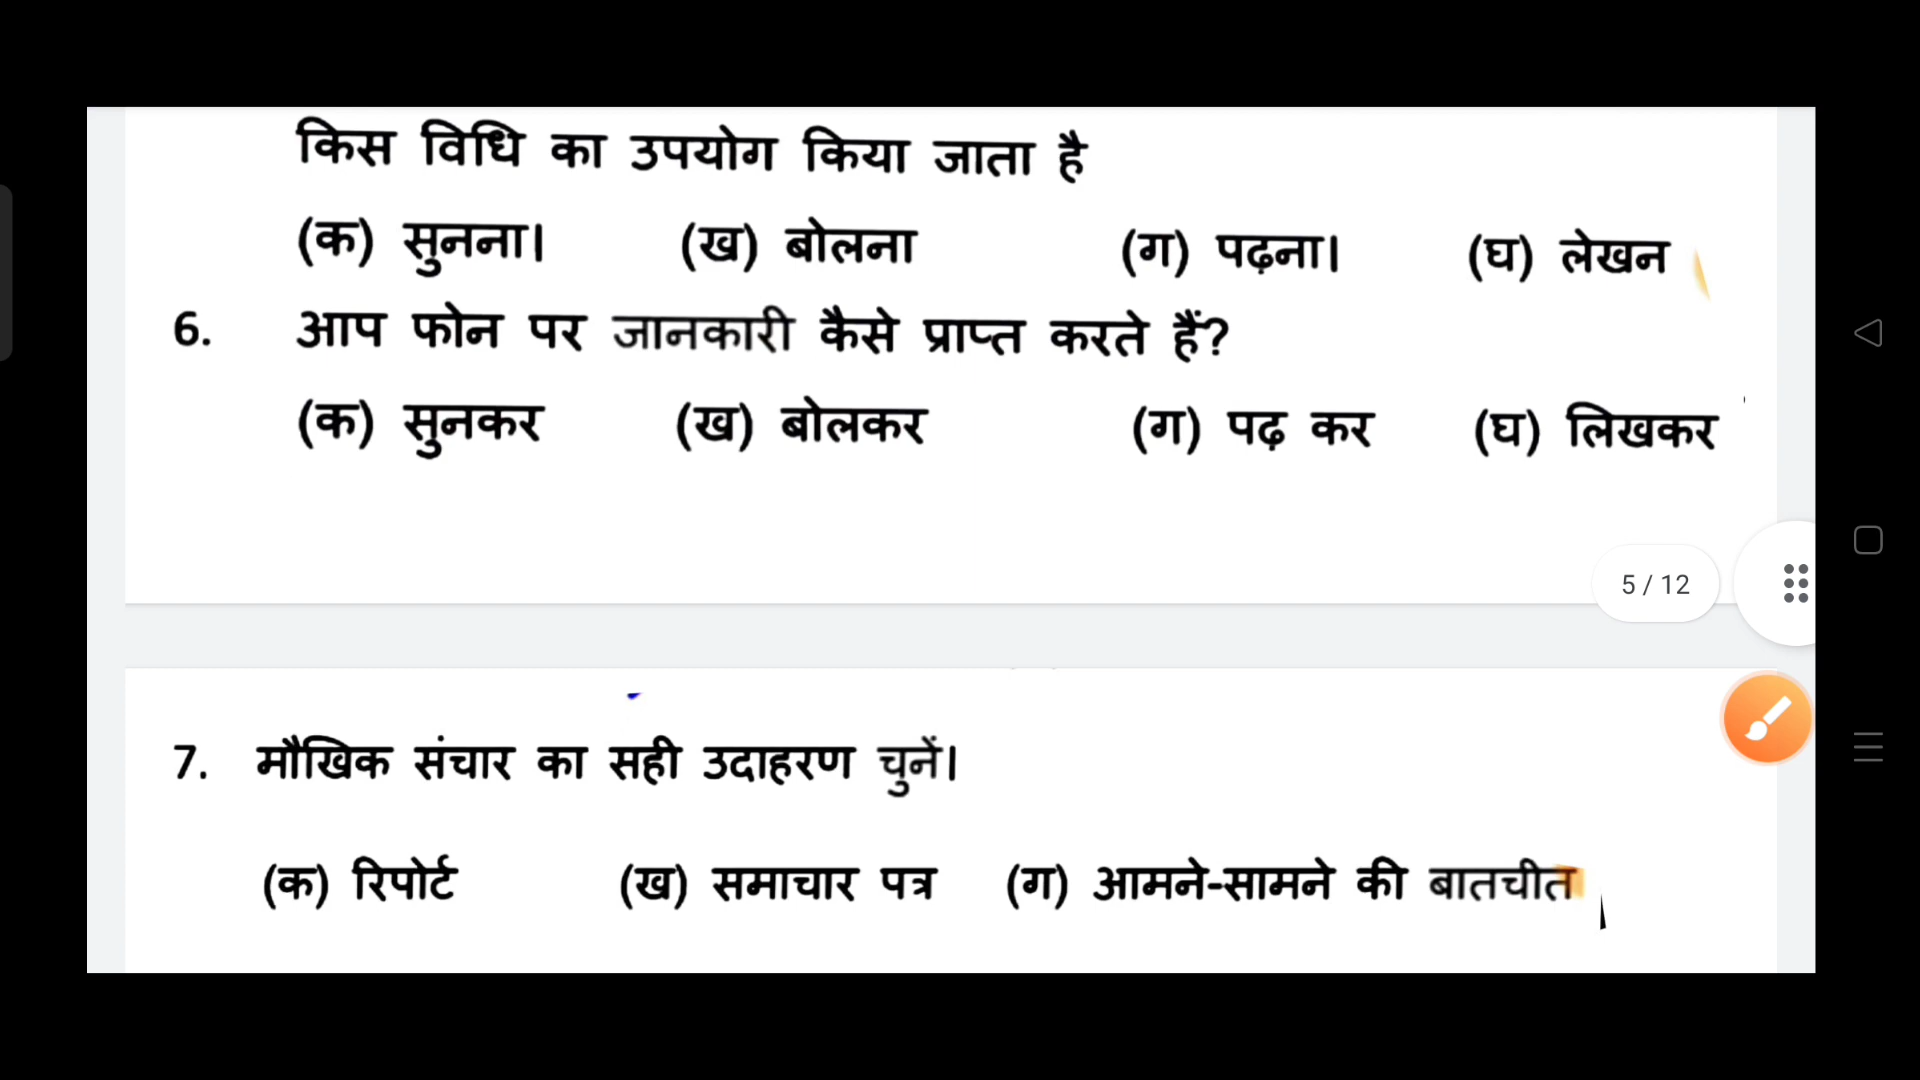 किस विधि का उपयोग किया जाता है
(क) सुनना। (ख) बोलना (ग) पढ़ना। (घ) लेखन
6. आप फोन पर जानकारी कैसे प्राप्त करते हैं?
(क) सुनकर (ख) बोलकर (ग) पढ़ कर (घ) लिखकर
5 / 12
7. मौखिक संचार का सही उदाहरण चुनें।
(क) रिपोर्ट (ख) समाचार पत्र (ग) आमने-सामने की बातचीत